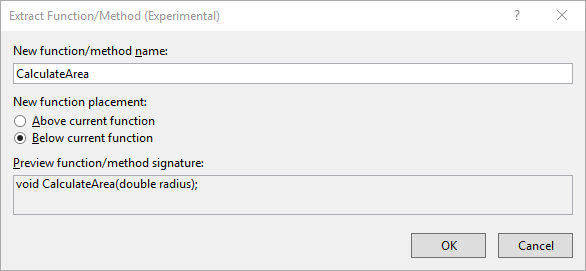 Extract Function/Method (Experimental)
New function/method name:
CalculateArea
New function placement:
Above current function
Below current function
Preview function/method signature:
void CalculateArea(double radius);
OK Cancel